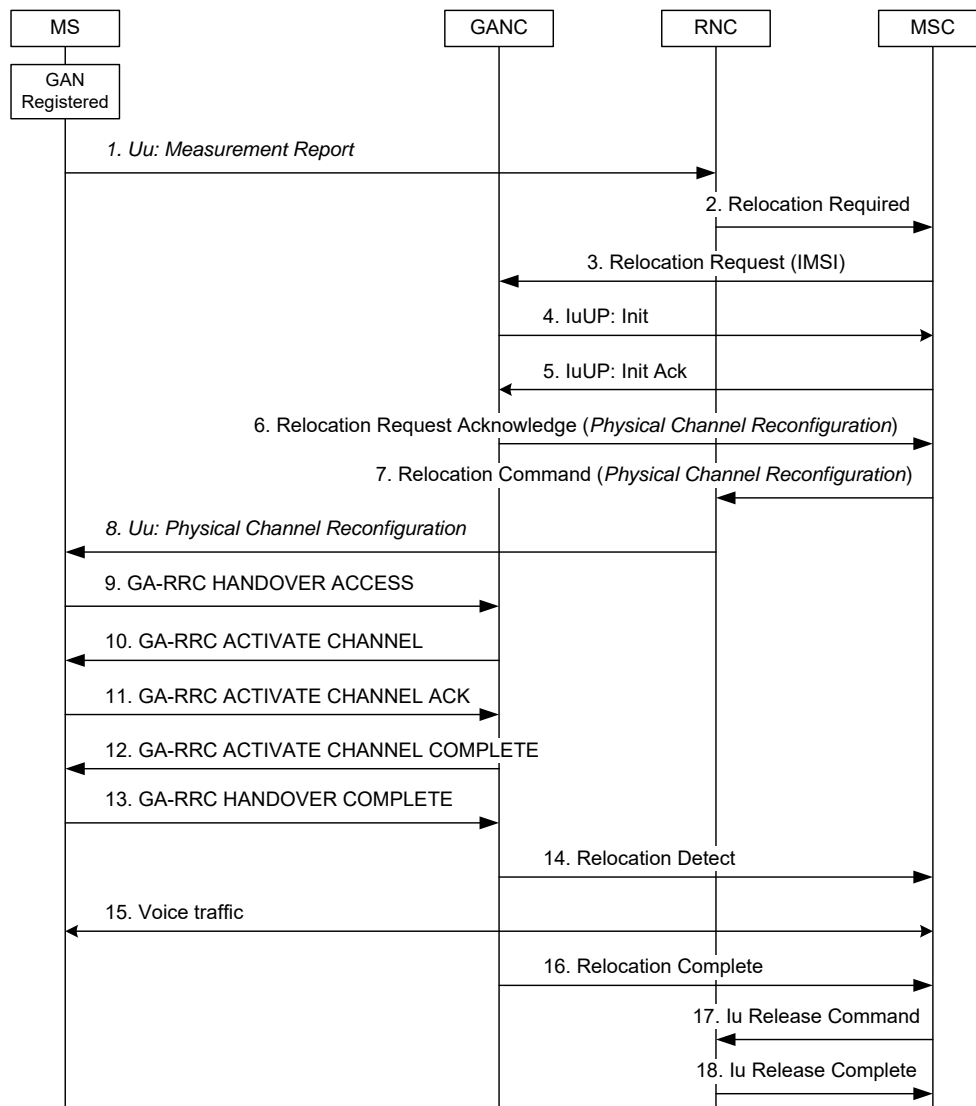 MS
GANC
RNC
MSC
GAN
Registered
1. Uu: Measurement Report
2. Relocation Required
3. Relocation Request (IMSI)
4. IuUP: Init
5. IuUP: Init Ack
6. Relocation Request Acknowledge (Physical Channel Reconfiguration)
7. Relocation Command (Physical Channel Reconfiguration)
8. Uu: Physical Channel Reconfiguration
9. GA-RRC HANDOVER ACCESS
10. GA-RRC ACTIVATE CHANNEL
11. GA-RRC ACTIVATE CHANNEL ACK
12. GA-RRC ACTIVATE CHANNEL COMPLETE
13. GA-RRC HANDOVER COMPLETE
14. Relocation Detect
15. Voice traffic
16. Relocation Complete
17. Iu Release Command
18. Iu Release Complete